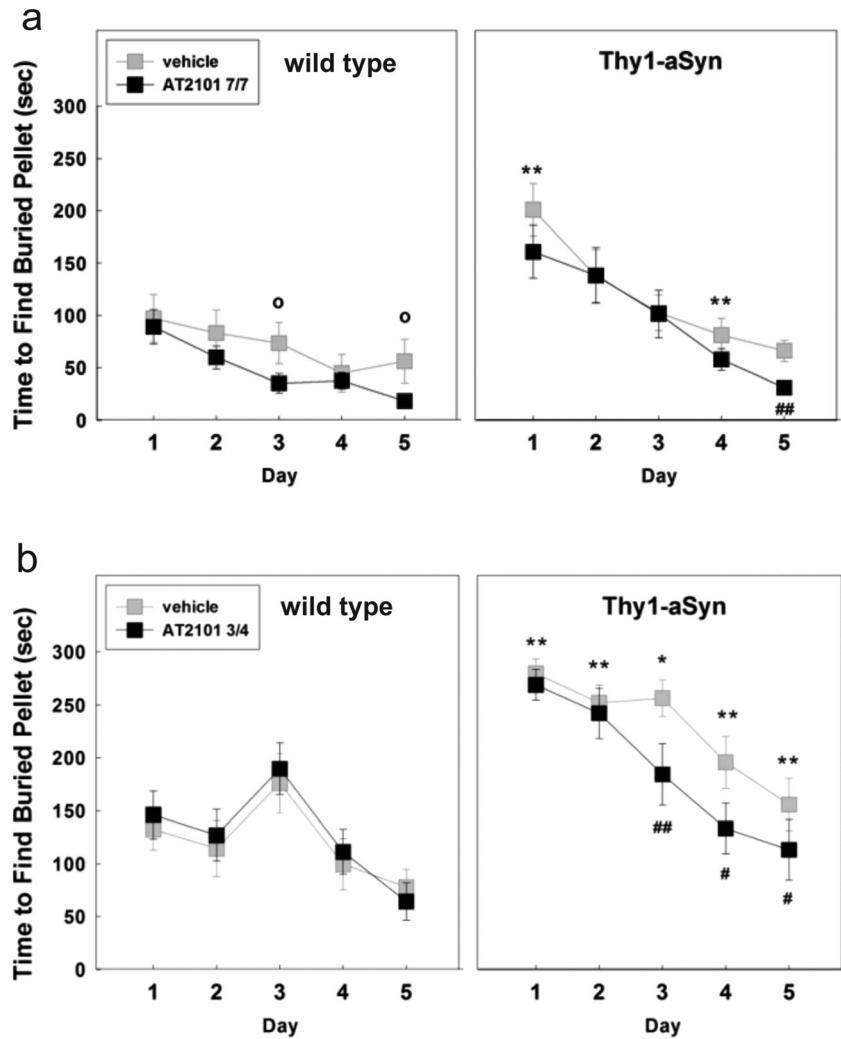 a
vehicle
AT2101 7/7
wild type
Thy1-aSyn
Time to Find Buried Pellet (sec)
300
250
200
150
100
50
0
o
o
**
**
##
1 2 3 4 5
Day
1 2 3 4 5
Day
b
vehicle
AT2101 3/4
wild type
Thy1-aSyn
Time to Find Buried Pellet (sec)
300
250
200
150
100
50
0
**
**
*
**
**
##
#
#
1 2 3 4 5
Day
1 2 3 4 5
Day